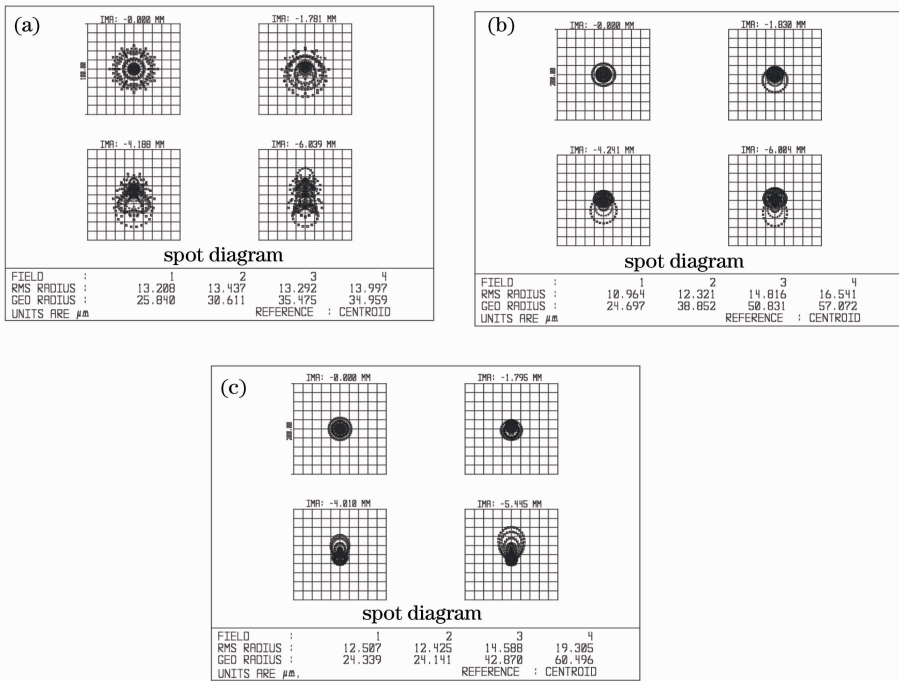 (a)
IMA: -0.000 MM
IMA: -1.781 MM
100.00
IMA: -4.188 MM
IMA: -6.039 MM
spot diagram
FIELD : 1 2 3 4
RMS RADIUS : 13.208 13.437 13.292 13.997
GEO RADIUS : 25.840 30.611 35.475 34.959
UNITS ARE μm REFERENCE : CENTROID
(b)
IMA: -0.000 MM
IMA: -1.830 MM
200.00
IMA: -4.241 MM
IMA: -6.004 MM
spot diagram
FIELD : 1 2 3 4
RMS RADIUS : 10.964 12.321 14.816 16.541
GEO RADIUS : 24.697 38.852 50.831 57.072
UNITS ARE μm REFERENCE : CENTROID
(c)
IMA: -0.000 MM
IMA: -1.795 MM
200.00
IMA: -4.010 MM
IMA: -5.445 MM
spot diagram
FIELD : 1 2 3 4
RMS RADIUS : 12.507 12.425 14.588 19.305
GEO RADIUS : 24.339 24.141 42.870 60.496
UNITS ARE μm. REFERENCE : CENTROID